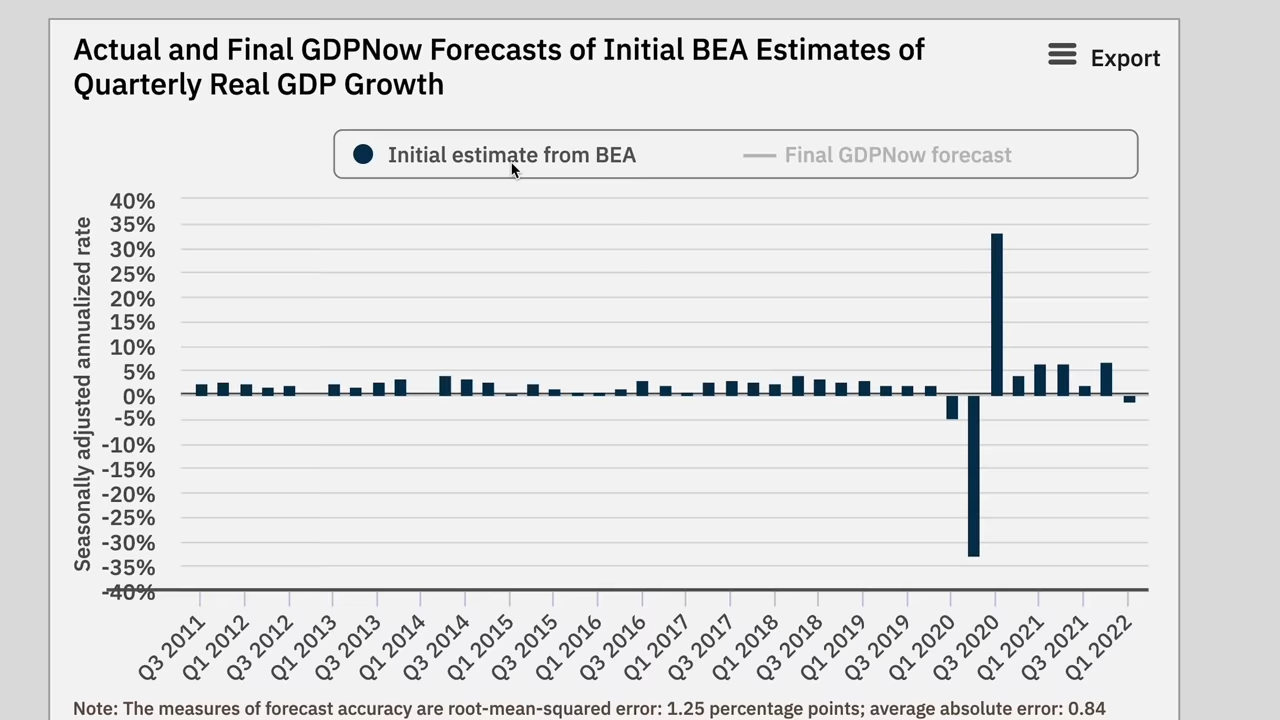 Actual and Final GDPNow Forecasts of Initial BEA Estimates of
Quarterly Real GDP Growth
Export
Initial estimate from BEA
Final GDPNow forecast
Seasonally adjusted annualized rate
40%
35%
30%
25%
20%
15%
10%
5%
0%
-5%
-10%
-15%
-20%
-25%
-30%
-35%
-40%
Q3 2011
Q1 2012
Q3 2012
Q1 2013
Q3 2013
Q1 2014
Q3 2014
Q1 2015
Q3 2015
Q1 2016
Q3 2016
Q1 2017
Q3 2017
Q1 2018
Q3 2018
Q1 2019
Q3 2019
Q1 2020
Q3 2020
Q1 2021
Q3 2021
Q1 2022
Note: The measures of forecast accuracy are root-mean-squared error: 1.25 percentage points; average absolute error: 0.84